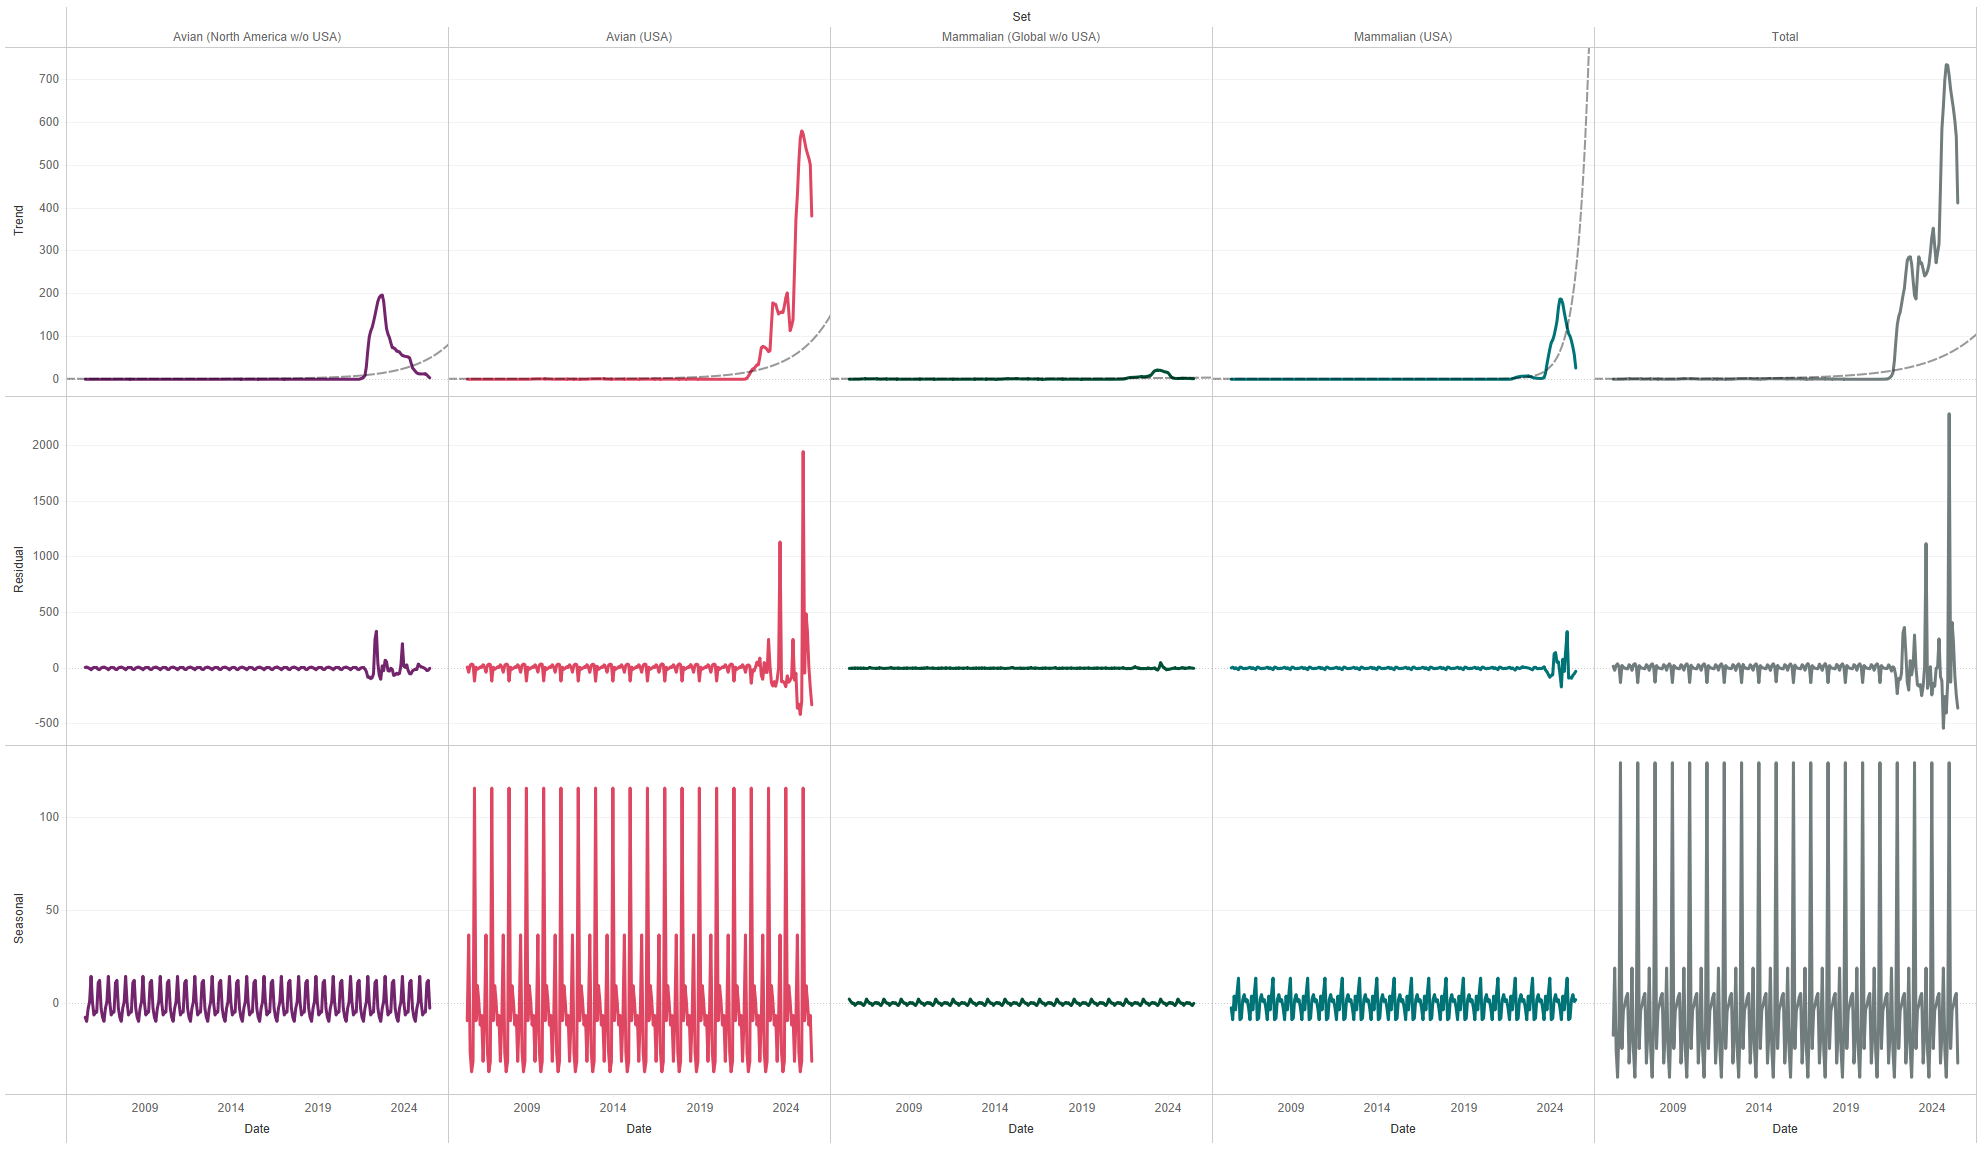 Set
Avian (North America w/o USA) Avian (USA) Mammalian (Global w/o USA) Mammalian (USA) Total
Trend
700
600
500
400
300
200
100
0
Residual
2000
1500
1000
500
0
-500
Seasonal
100
50
0
2009 2014 2019 2024 2009 2014 2019 2024 2009 2014 2019 2024 2009 2014 2019 2024 2009 2014 2019 2024
Date Date Date Date Date